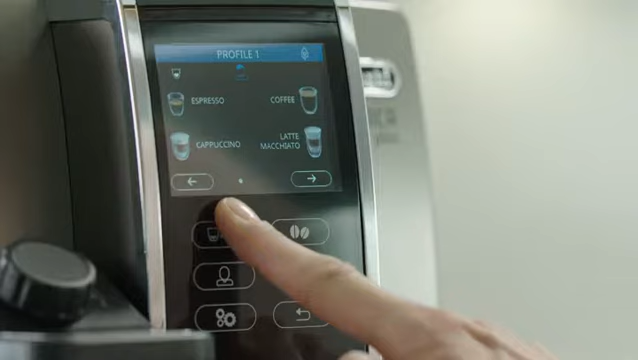 PROFILE 1
ESPRESSO
COFFEE
CAPPUCCINO
LATTE
MACCHIATO